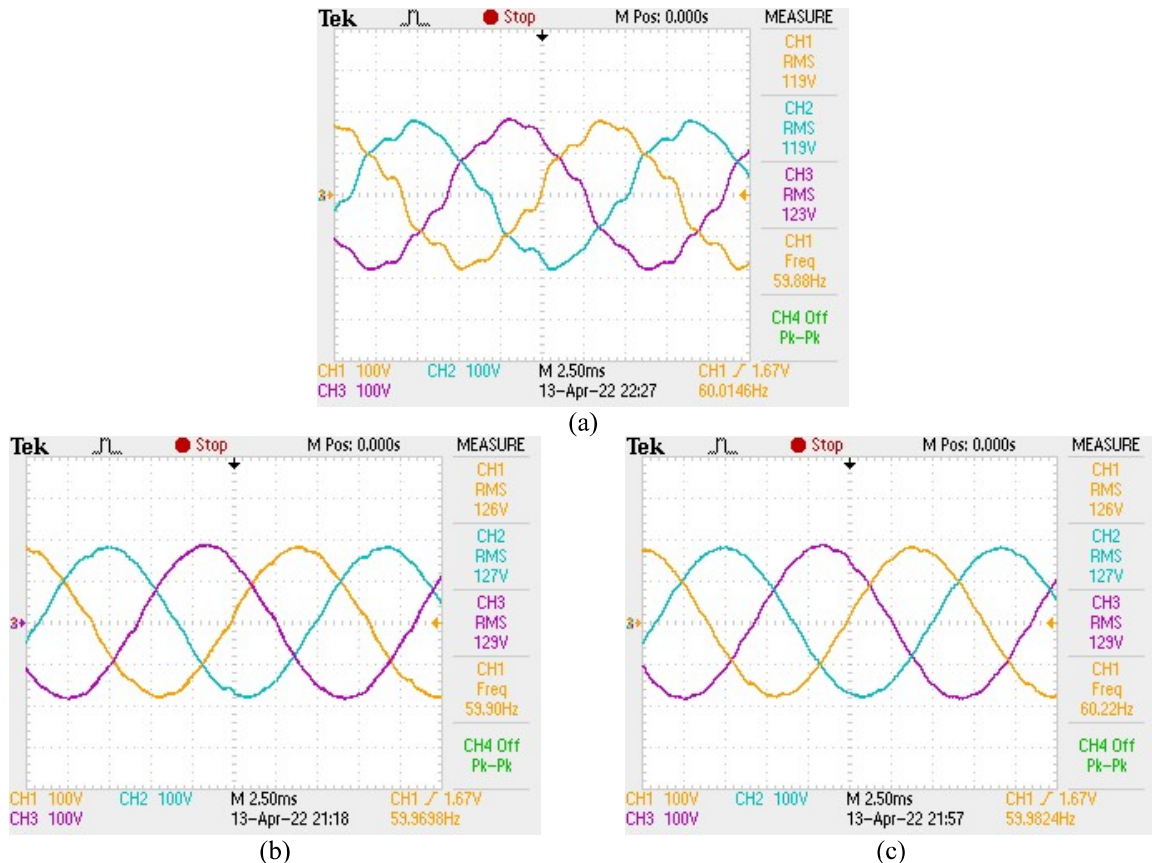 Tek Stop M Pos: 0.000s MEASURE
CH1
RMS
119V
CH2
RMS
119V
CH3
RMS
123V
CH1
Freq
59.88Hz
CH4 Off
Pk-Pk
3
CH1 100V CH2 100V M 2.50ms CH1 1.67V
CH3 100V 13-Apr-22 22:27 60.0146Hz
(a)
Tek Stop M Pos: 0.000s MEASURE
CH1
RMS
126V
CH2
RMS
127V
CH3
RMS
129V
CH1
Freq
59.90Hz
CH4 Off
Pk-Pk
3
CH1 100V CH2 100V M 2.50ms CH1 1.67V
CH3 100V 13-Apr-22 21:18 59.9698Hz
(b)
Tek Stop M Pos: 0.000s MEASURE
CH1
RMS
126V
CH2
RMS
127V
CH3
RMS
129V
CH1
Freq
60.22Hz
CH4 Off
Pk-Pk
3
CH1 100V CH2 100V M 2.50ms CH1 1.67V
CH3 100V 13-Apr-22 21:57 59.9824Hz
(c)